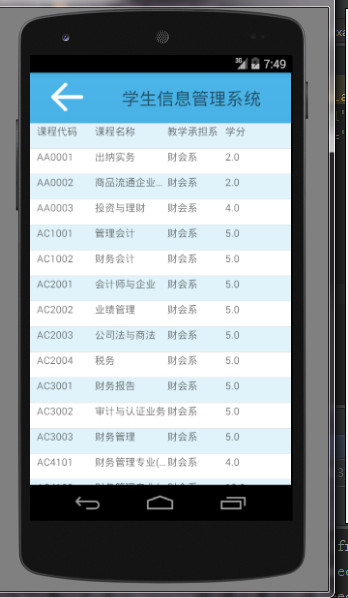 3G 7:49
学生信息管理系统
课程代码 课程名称 教学承担系 学分
AA0001 出纳实务 财会系 2.0
AA0002 商品流通企业... 财会系 2.0
AA0003 投资与理财 财会系 4.0
AC1001 管理会计 财会系 5.0
AC1002 财务会计 财会系 5.0
AC2001 会计师与企业 财会系 5.0
AC2002 业绩管理 财会系 5.0
AC2003 公司法与商法 财会系 5.0
AC2004 税务 财会系 5.0
AC3001 财务报告 财会系 5.0
AC3002 审计与认证业务 财会系 5.0
AC3003 财务管理 财会系 5.0
AC4101 财务管理专业(... 财会系 4.0